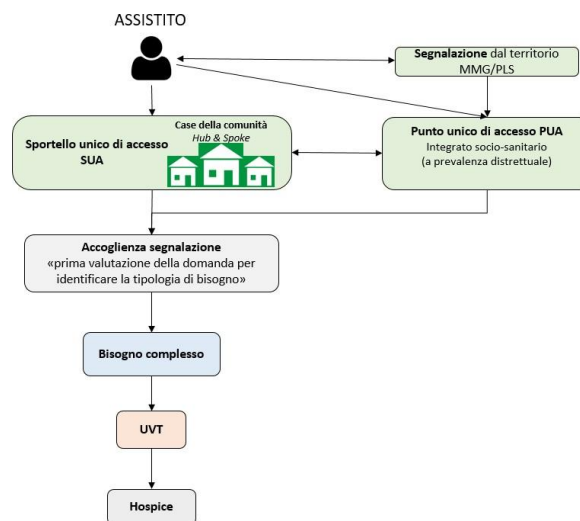 ASSISTITO
Segnalazione dal territorio
MMG/PLS
Sportello unico di accesso
SUA
Case della comunità
Hub & Spoke
Punto unico di accesso PUA
Integrato socio-sanitario
(a prevalenza distrettuale)
Accoglienza segnalazione
«prima valutazione della domanda per
identificare la tipologia di bisogno»
Bisogno complesso
UVT
Hospice